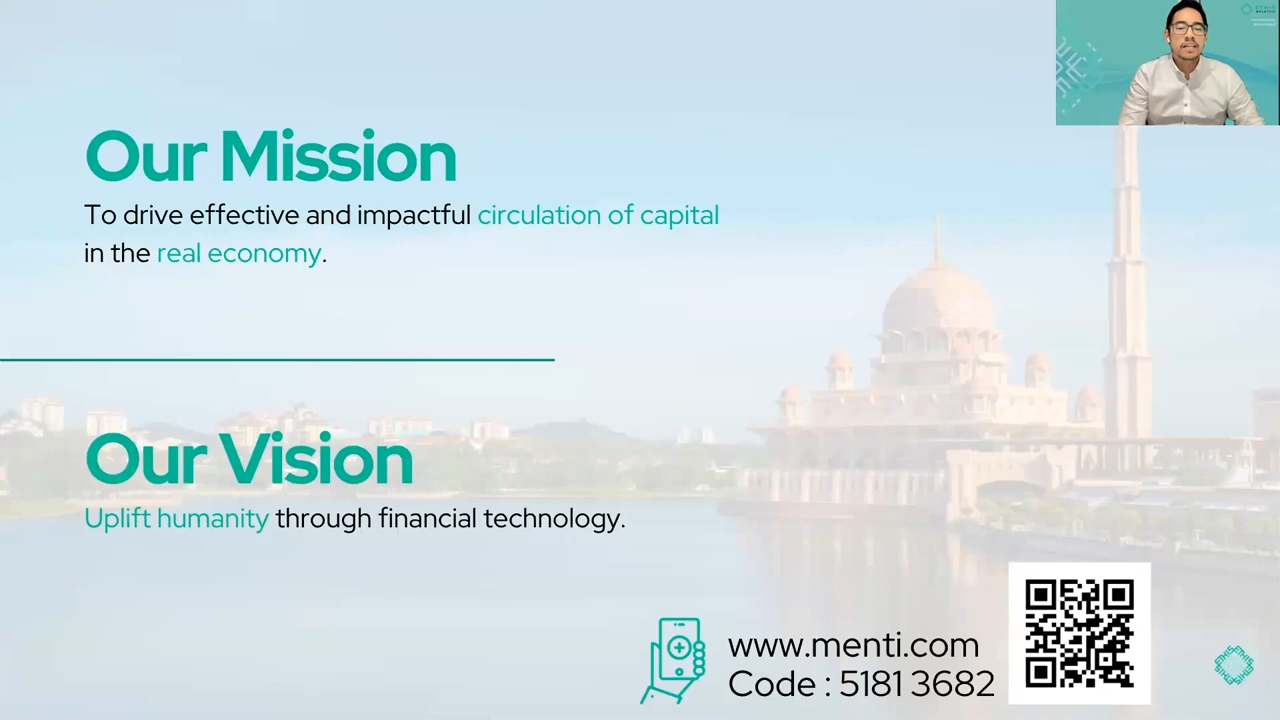 Our Mission
To drive effective and impactful circulation of capital
in the real economy.
Our Vision
Uplift humanity through financial technology.
www.menti.com
Code : 5181 3682